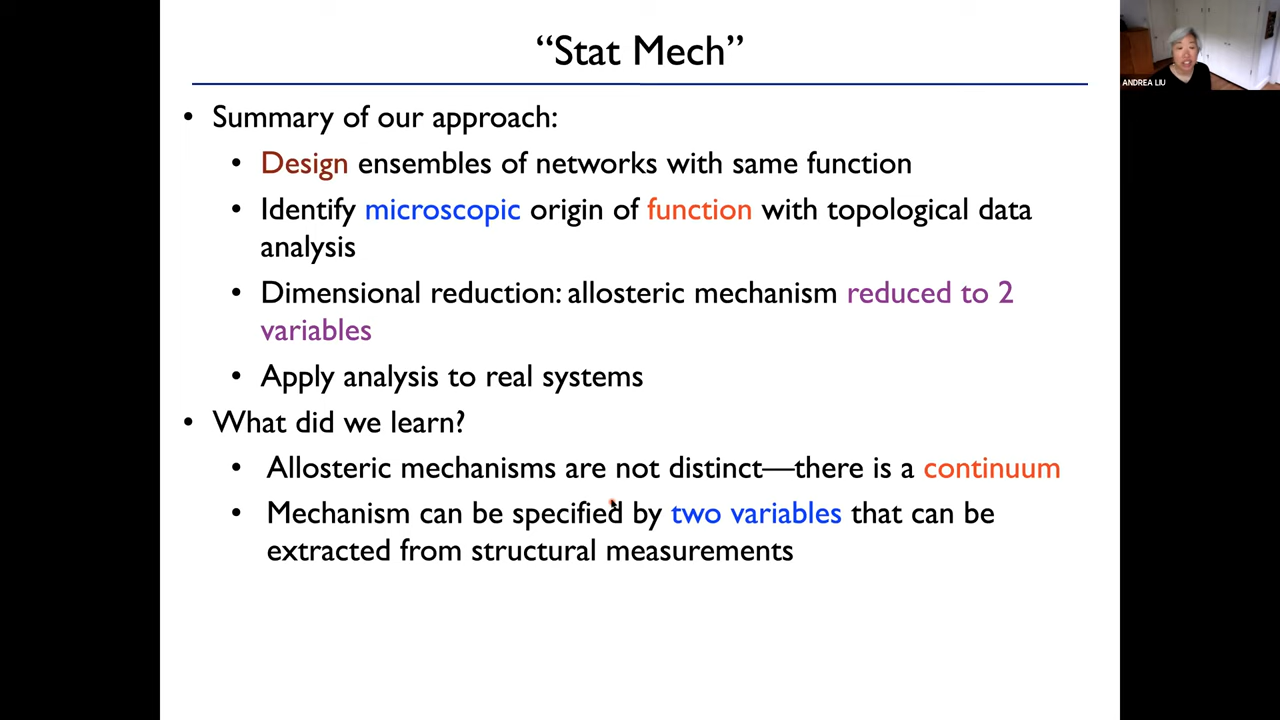 “Stat Mech”
ANDREA LIU
• Summary of our approach:
• Design ensembles of networks with same function
• Identify microscopic origin of function with topological data
analysis
• Dimensional reduction: allosteric mechanism reduced to 2
variables
• Apply analysis to real systems
• What did we learn?
• Allosteric mechanisms are not distinct—there is a continuum
• Mechanism can be specified by two variables that can be
extracted from structural measurements